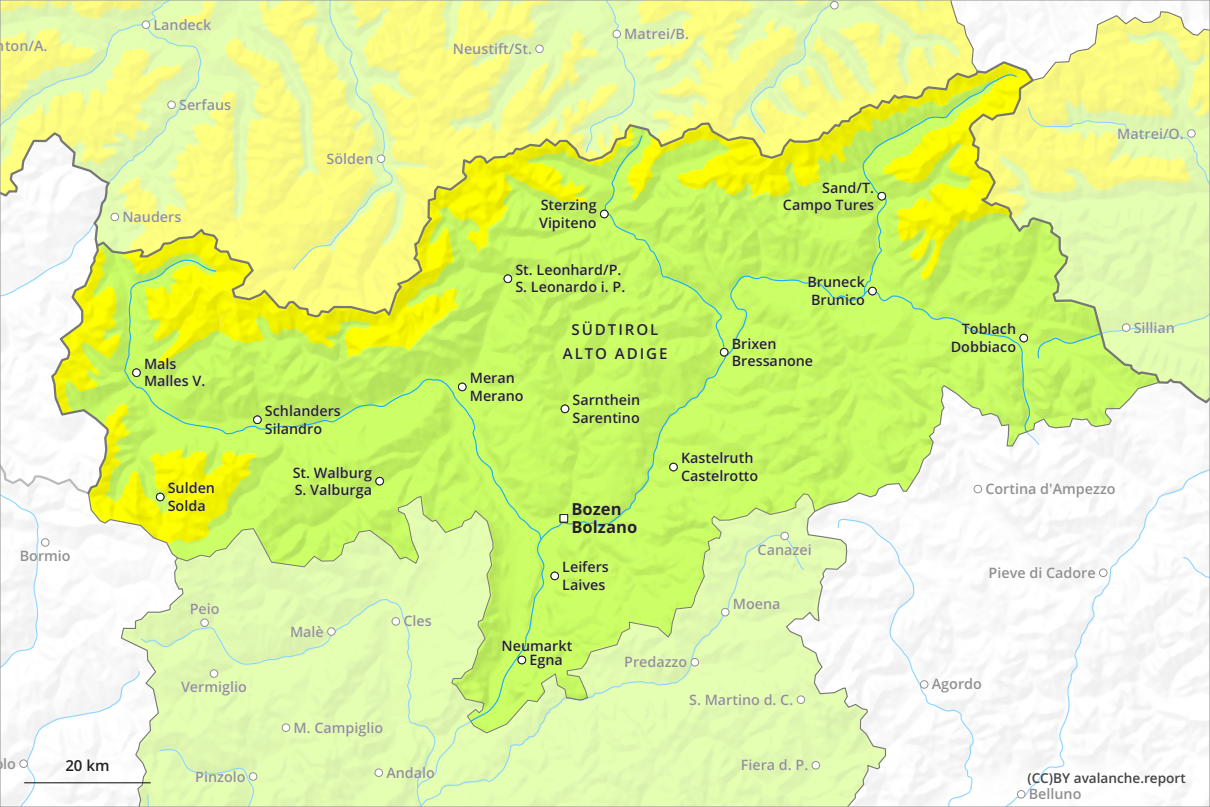 Landeck
Matrei/B.
Neustift/St.
nton/A.
Serfaus
Matrei/O.
Sölden
Sand/T.
Campo Tures
Nauders
Sterzing
Vipiteno
St. Leonhard/P.
S. Leonardo i. P.
Bruneck
Brunico
SÜDTIROL
ALTO ADIGE
Toblach
Dobbiaco
Sillian
Brixen
Bressanone
Mals
Malles V.
Meran
Merano
Sarnthein
Sarentino
Schlanders
Silandro
Kastelruth
Castelrotto
St. Walburg
S. Valburga
Sulden
Solda
Cortina d'Ampezzo
Bozen
Bolzano
Bormio
Canazei
Leifers
Laives
Pieve di Cadore
Peio
Moena
Cles
Malè
Neumarkt
Egna
Predazzo
Vermiglio
Agordo
S. Martino d. C.
M. Campiglio
olo
20 km
Pinzolo
Andalo
Fiera d. P.
(CC)BY avalanche.report
Belluno